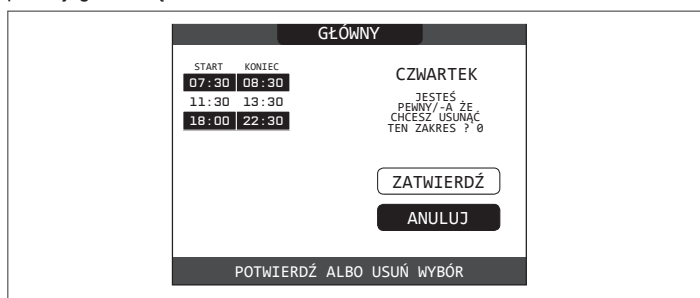 GŁÓWNY
START KONIEC
07:30 08:30
11:30 13:30
18:00 22:30
CZWARTEK
JESTEŚ
PEWNY/-A ŻE
CHCESZ USUNĄĆ
TEN ZAKRES ? 0
ZATWIERDŹ
ANULUJ
POTWIERDŹ ALBO USUŃ WYBÓR